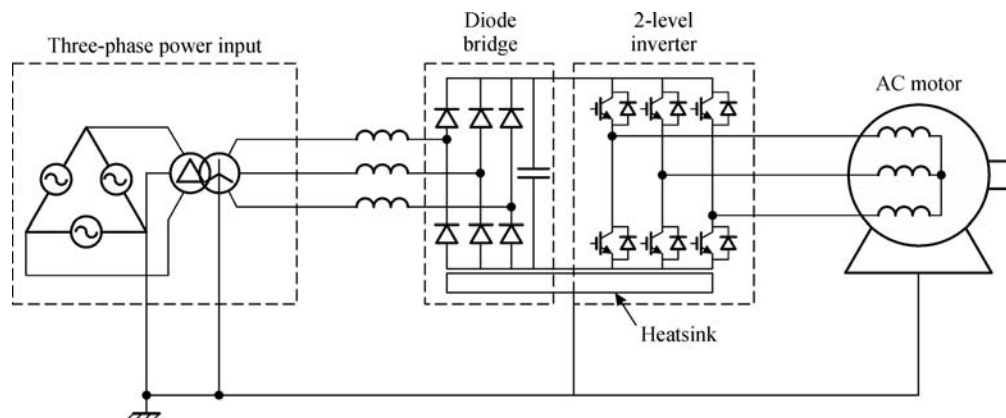 Three-phase power input
Diode
bridge
2-level
inverter
AC motor
Heatsink